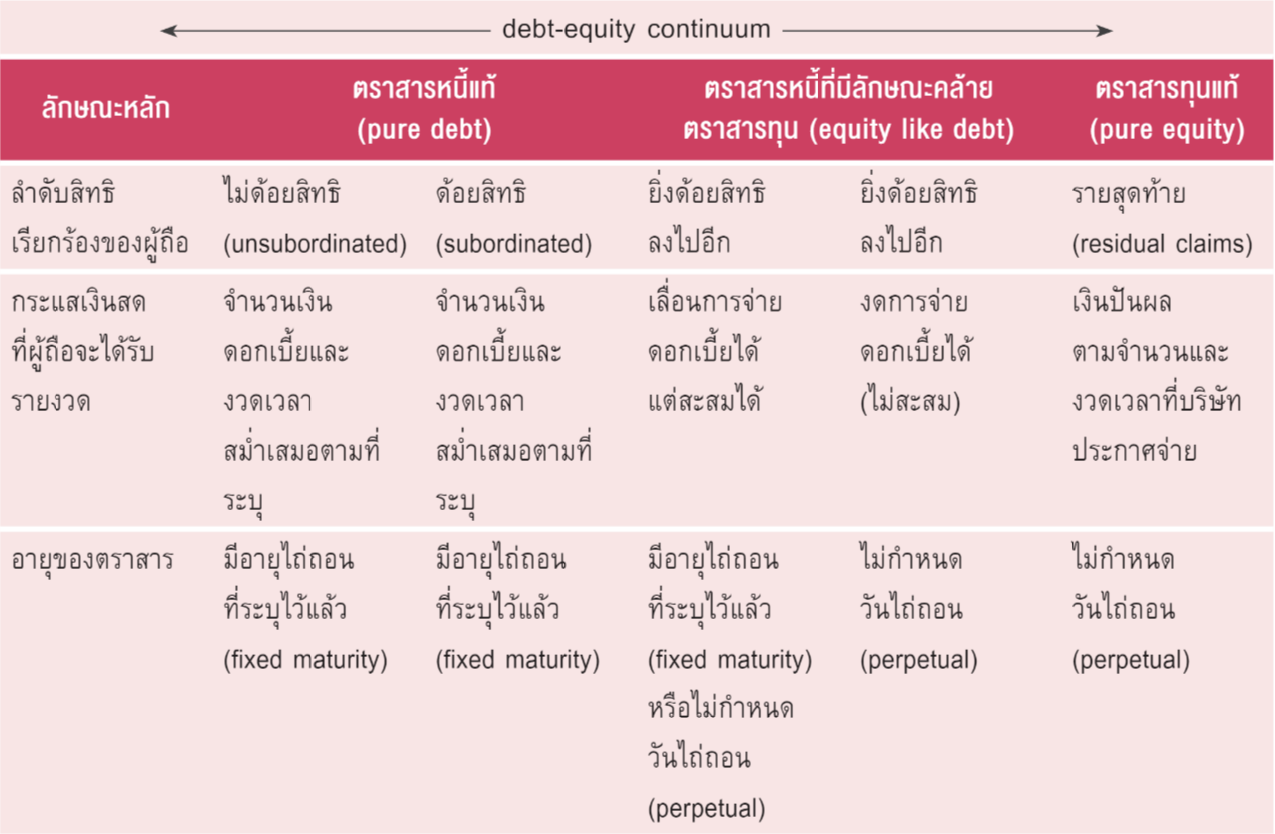 debt-equity continuum
ลักษณะหลัก
ตราสารหนี้แท้
(pure debt)
ตราสารหนี้ที่มีลักษณะคล้าย
ตราสารทุน (equity like debt)
ตราสารทุนแท้
(pure equity)
ลำดับสิทธิ
เรียกร้องของผู้ถือ
ไม่ด้อยสิทธิ
(unsubordinated)
ด้อยสิทธิ
(subordinated)
ยิ่งด้อยสิทธิ
ลงไปอีก
ยิ่งด้อยสิทธิ
ลงไปอีก
รายสุดท้าย
(residual claims)
กระแสเงินสด
ที่ผู้ถือจะได้รับ
รายงวด
จำนวนเงิน
ดอกเบี้ยและ
งวดเวลา
สม่ำเสมอตามที่
ระบุ
จำนวนเงิน
ดอกเบี้ยและ
งวดเวลา
สม่ำเสมอตามที่
ระบุ
เลื่อนการจ่าย
ดอกเบี้ยได้
แต่สะสมได้
งดการจ่าย
ดอกเบี้ยได้
(ไม่สะสม)
เงินปันผล
ตามจำนวนและ
งวดเวลาที่บริษัท
ประกาศจ่าย
อายุของตราสาร
มีอายุไถ่ถอน
ที่ระบุไว้แล้ว
(fixed maturity)
มีอายุไถ่ถอน
ที่ระบุไว้แล้ว
(fixed maturity)
มีอายุไถ่ถอน
ที่ระบุไว้แล้ว
(fixed maturity)
หรือไม่กำหนด
วันไถ่ถอน
(perpetual)
ไม่กำหนด
วันไถ่ถอน
(perpetual)
ไม่กำหนด
วันไถ่ถอน
(perpetual)